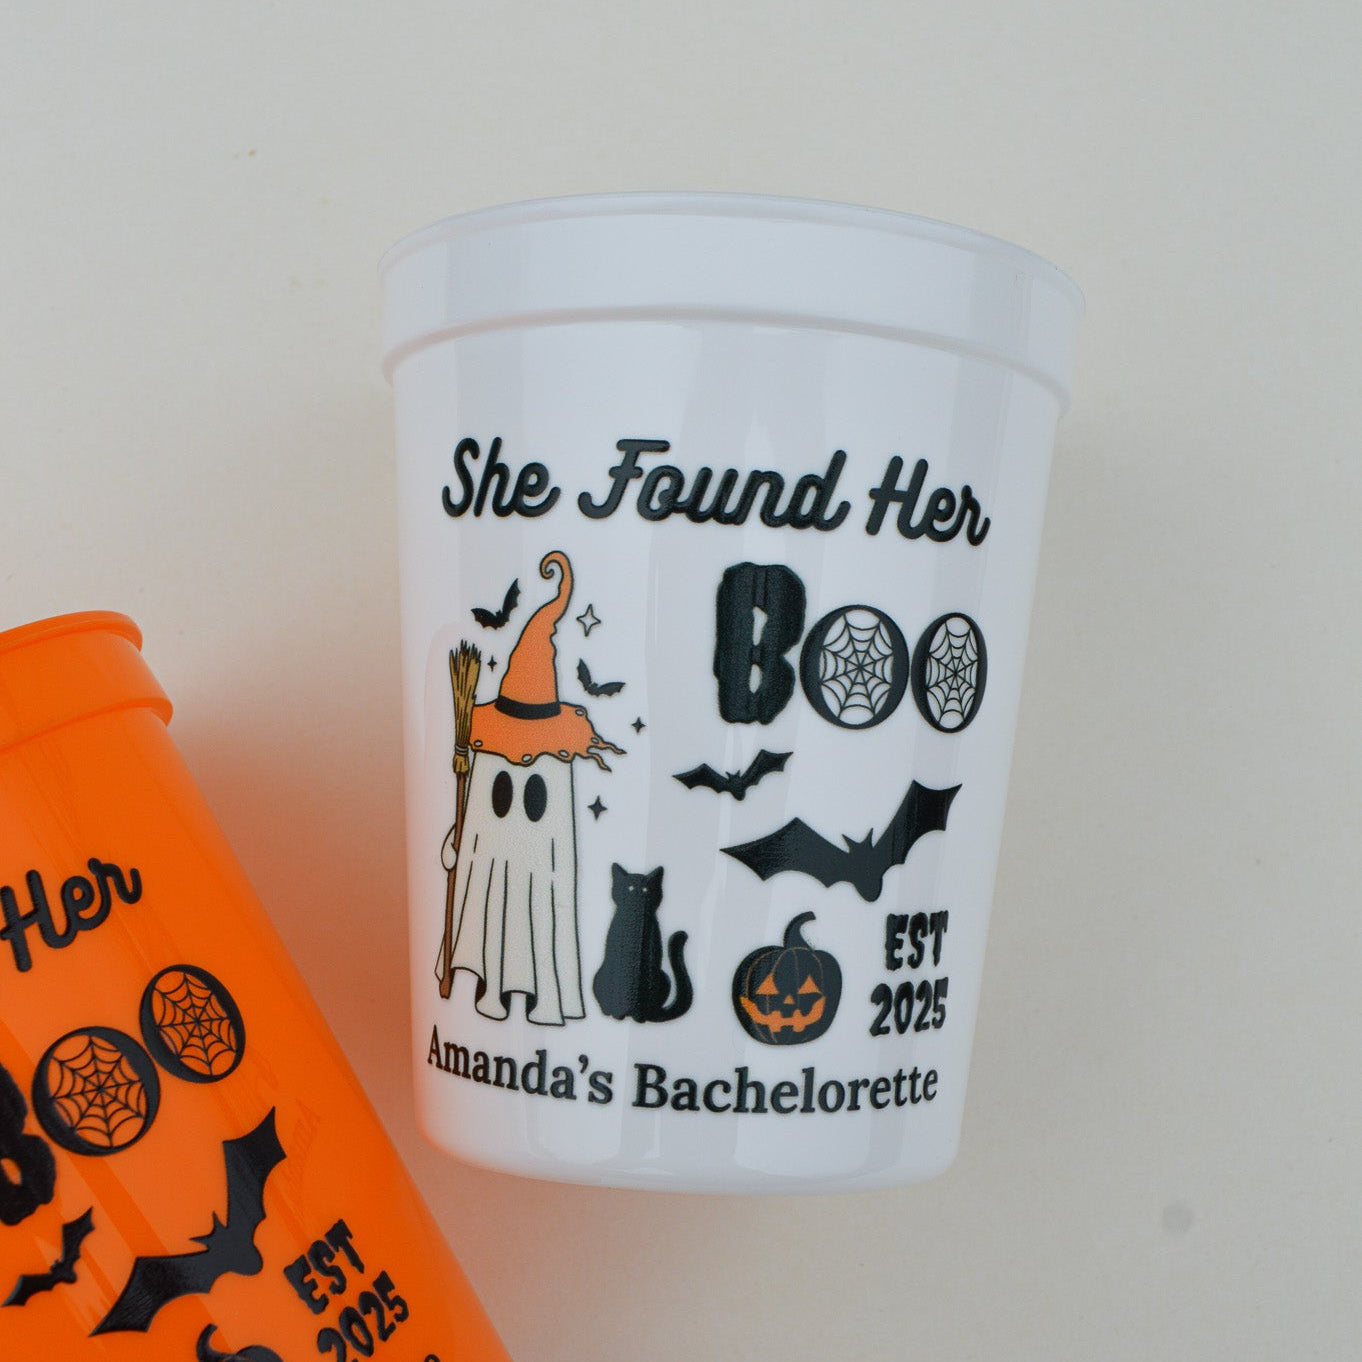 She Found Her
BOO
EST
2025
Amanda's Bachelorette
Her
BOO
EST
2025